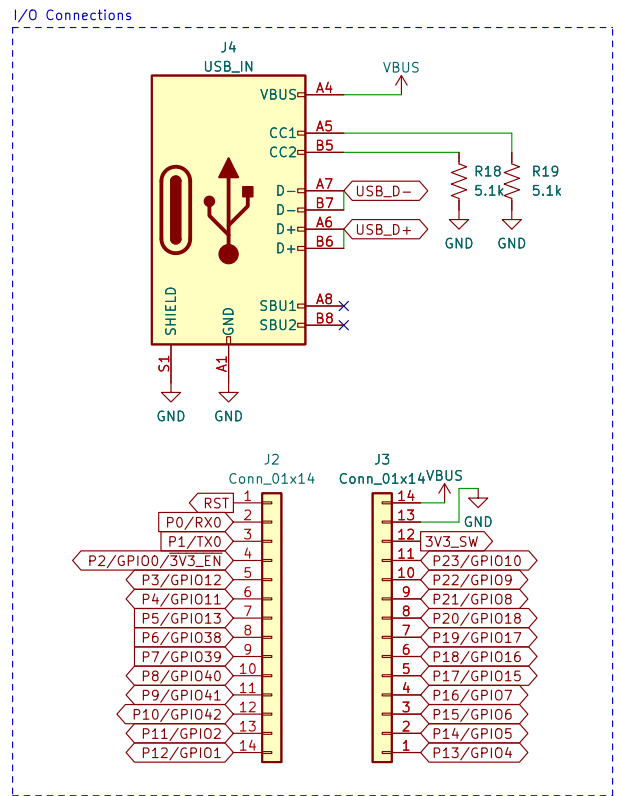 I/O Connections
J4
USB_IN
VBUS A4 VBUS
CC1 A5
CC2 B5
R18 R19
5.1k 5.1k
D- A7 USB_D-
D- B7
D+ A6 USB_D+
D+ B6
GND GND
SBU1 A8
SBU2 B8
SHIELD GND
S1 A1
GND GND
J2 J3
Conn_01x14 Conn_01x14 VBUS
RST 1 14
P0/RX0 2 13 GND
P1/TX0 3 12 3V3_SW
P2/GPIO0/3V3_EN 4 11 P23/GPIO10
P3/GPIO12 5 10 P22/GPIO9
P4/GPIO11 6 9 P21/GPIO8
P5/GPIO13 7 8 P20/GPIO18
P6/GPIO38 8 7 P19/GPIO17
P7/GPIO39 9 6 P18/GPIO16
P8/GPIO40 10 5 P17/GPIO15
P9/GPIO41 11 4 P16/GPIO7
P10/GPIO42 12 3 P15/GPIO6
P11/GPIO2 13 2 P14/GPIO5
P12/GPIO1 14 1 P13/GPIO4